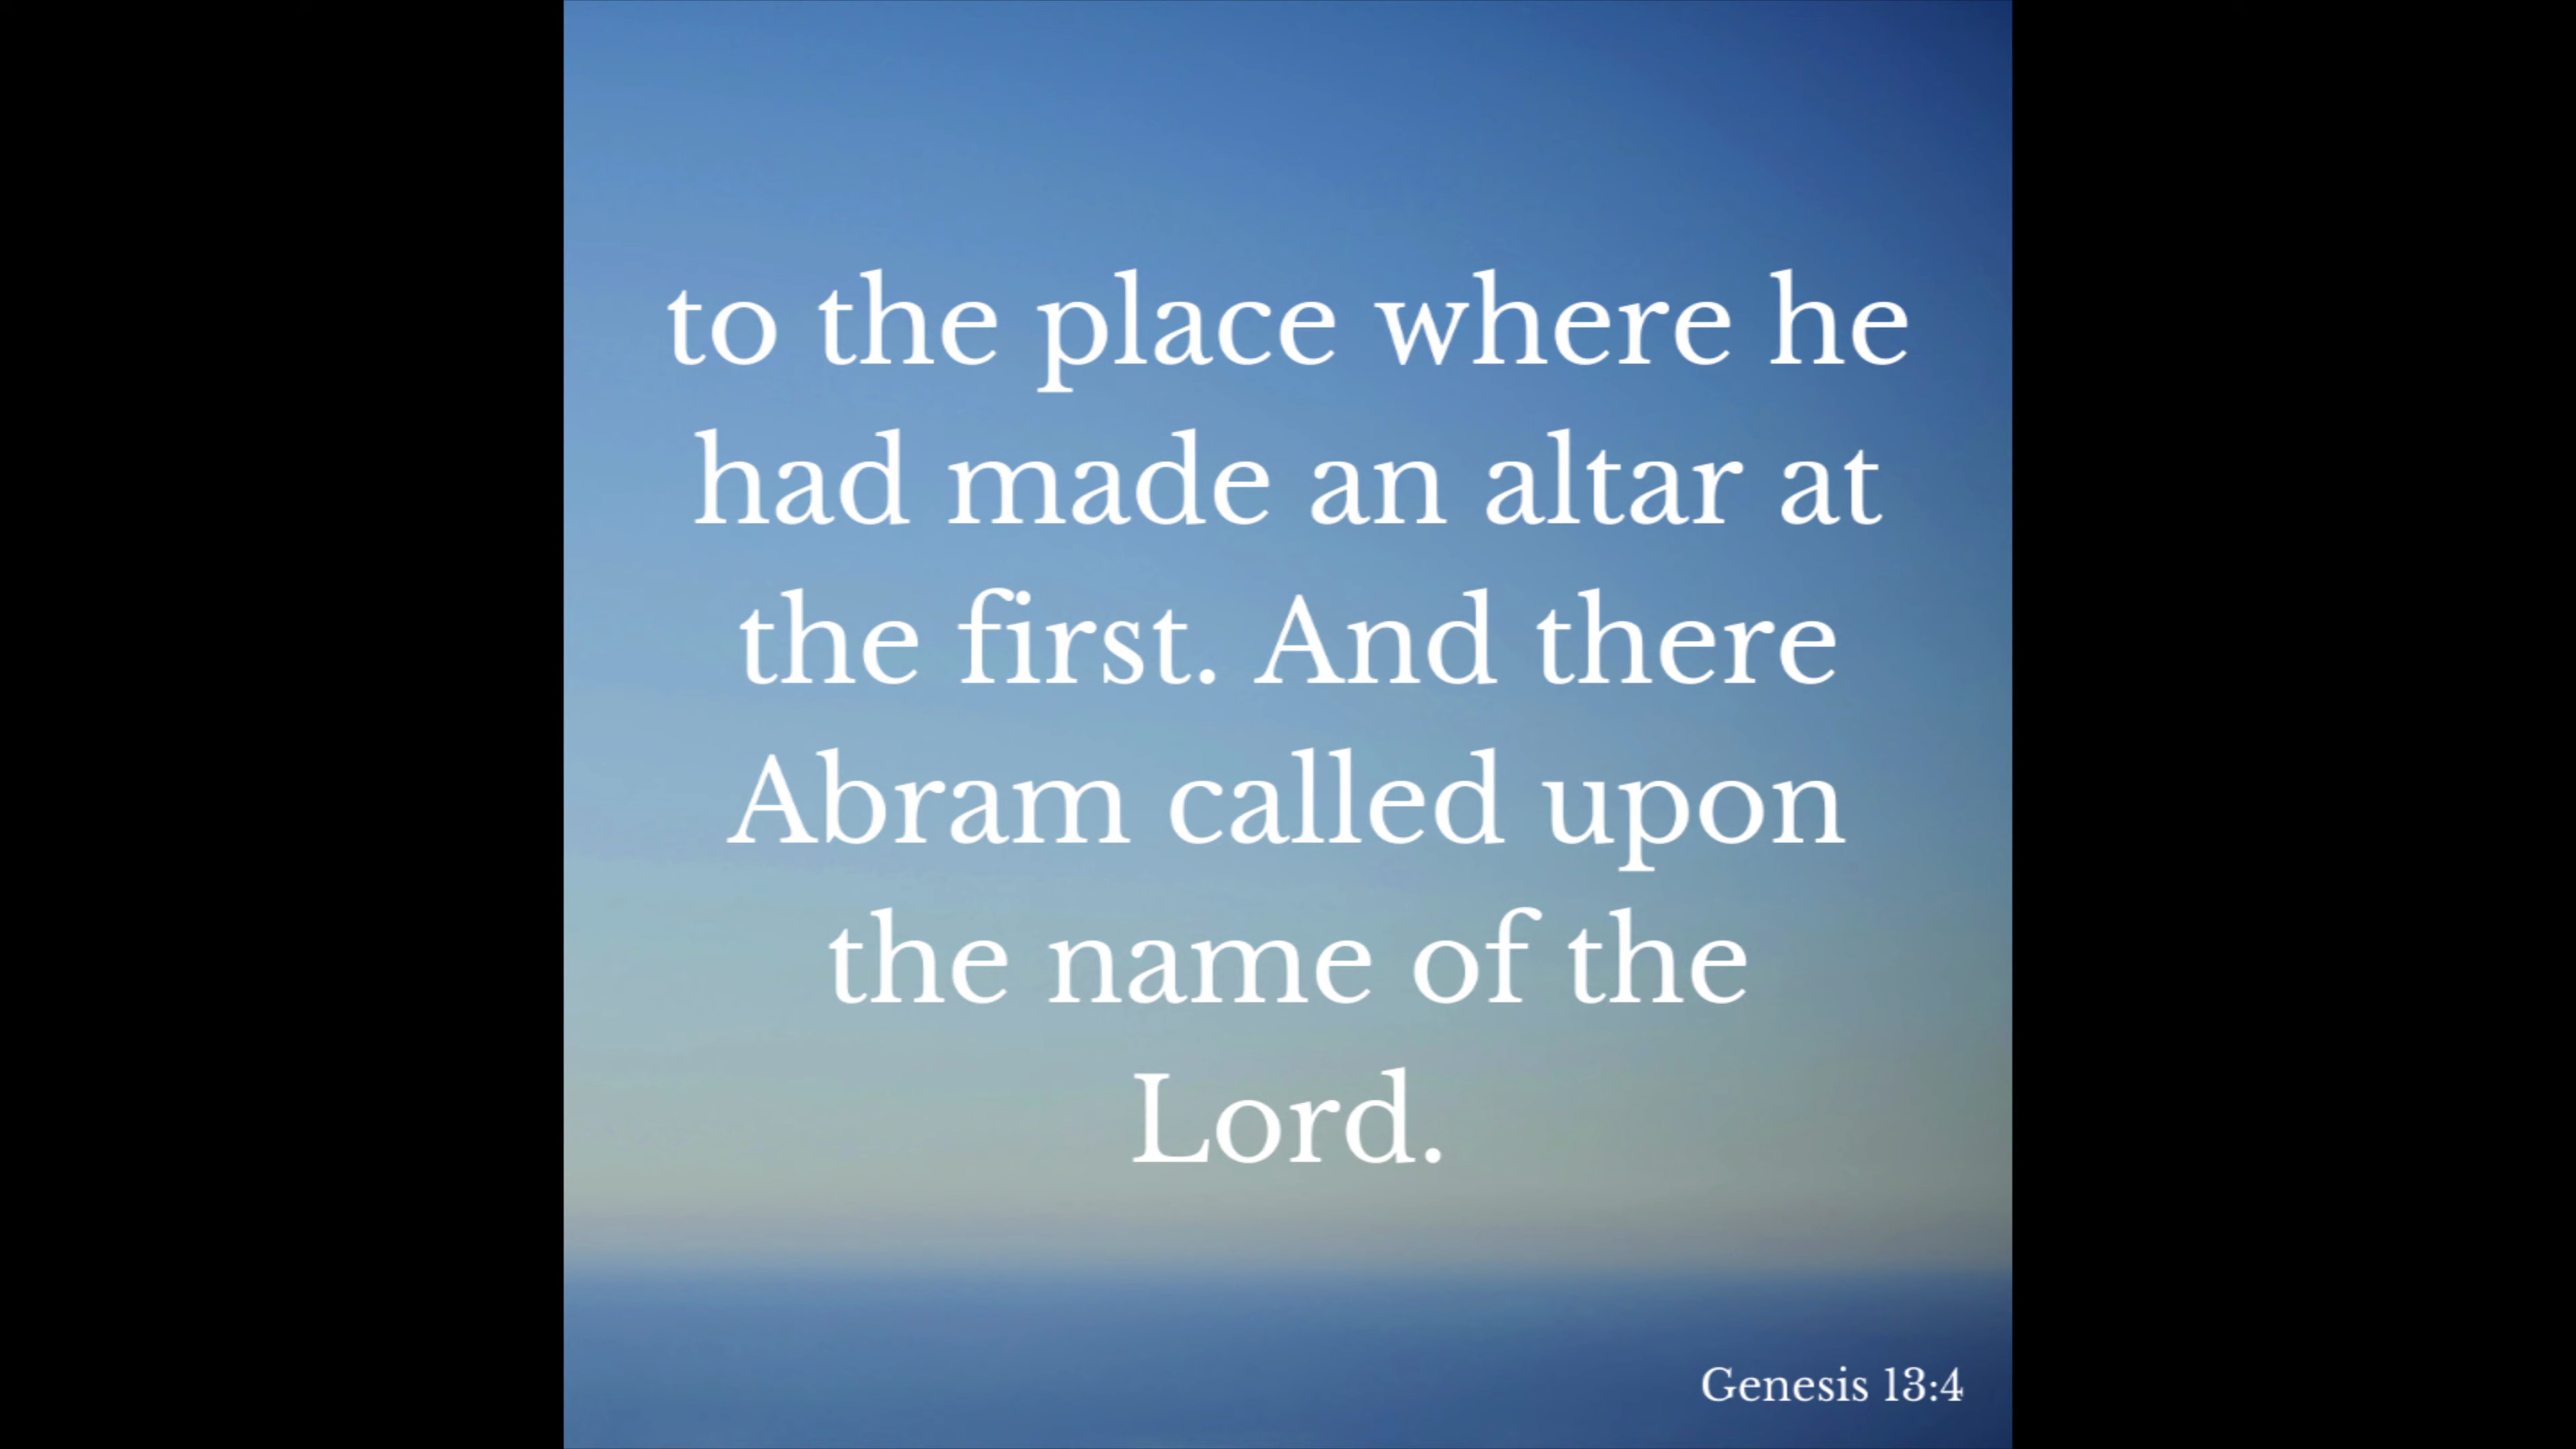 to the place where he
had made an altar at
the first. And there
Abram called upon
the name of the
Lord.
Genesis 13:4